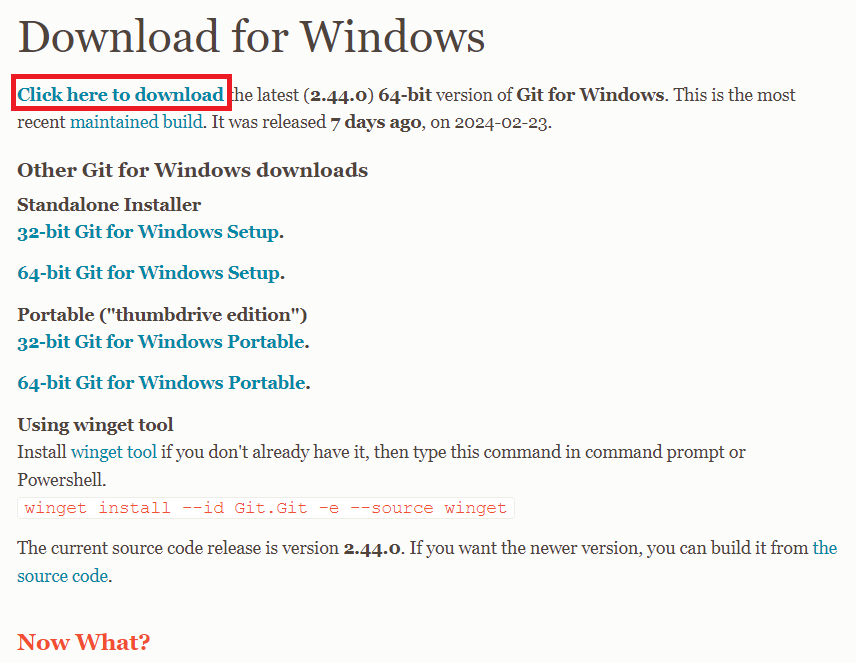 Download for Windows
Click here to download the latest (2.44.0) 64-bit version of Git for Windows. This is the most
recent maintained build. It was released 7 days ago, on 2024-02-23.
Other Git for Windows downloads
Standalone Installer
32-bit Git for Windows Setup.
64-bit Git for Windows Setup.
Portable ("thumbdrive edition")
32-bit Git for Windows Portable.
64-bit Git for Windows Portable.
Using winget tool
Install winget tool if you don't already have it, then type this command in command prompt or
Powershell.
winget install --id Git.Git -e --source winget
The current source code release is version 2.44.0. If you want the newer version, you can build it from the
source code.
Now What?